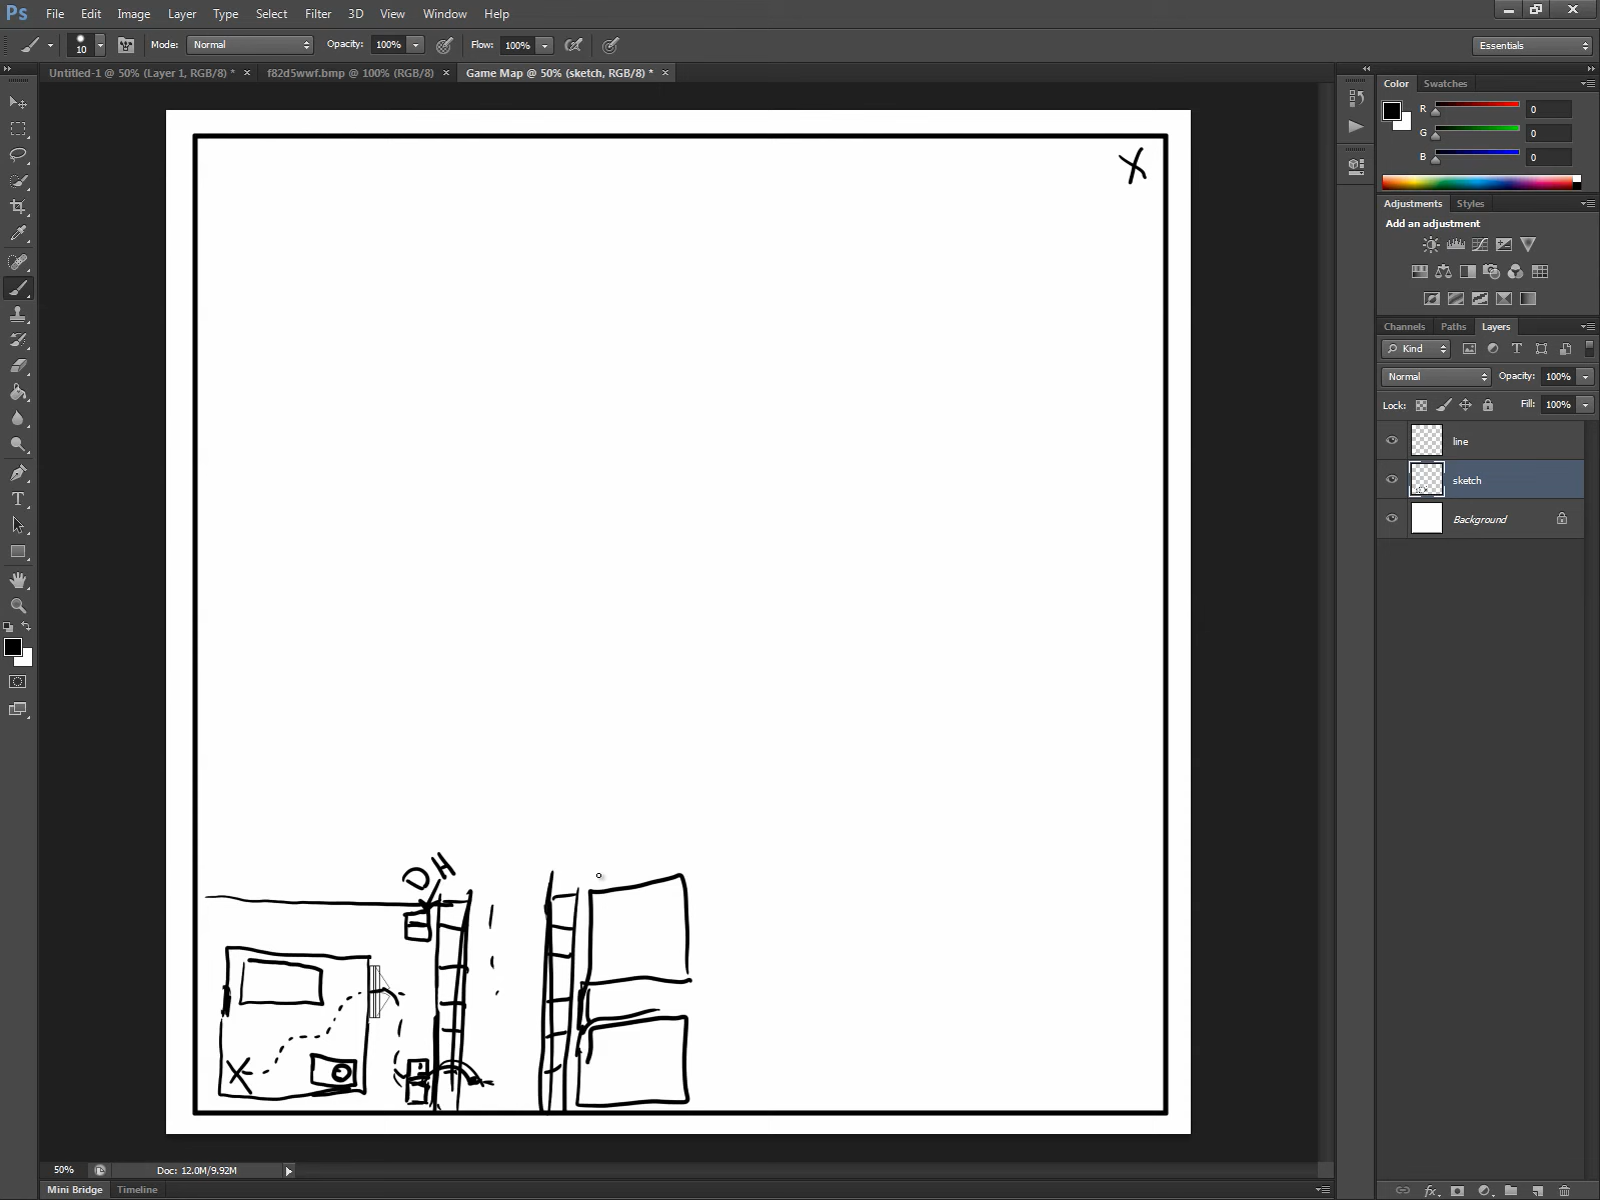 Ps File Edit Image Layer Type Select Filter 3D View Window Help
10 Mode: Normal Opacity: 100% Flow: 100% Essentials
Untitled-1 @ 50% (Layer 1, RGB/8) * × f82d5wwf.bmp @ 100% (RGB/8) × Game Map @ 50% (sketch, RGB/8) * ×
Color Swatches
R 0
G 0
B 0
Adjustments Styles
Add an adjustment
Channels Paths Layers
Kind
Normal Opacity: 100%
Lock: Fill: 100%
line
sketch
Background
X
DH
X
50% Doc: 12.0M/9.92M
Mini Bridge Timeline